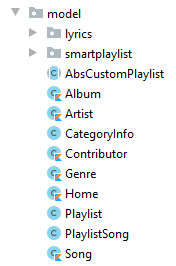 model
lyrics
smartplaylist
AbsCustomPlaylist
Album
Artist
CategoryInfo
Contributor
Genre
Home
Playlist
PlaylistSong
Song